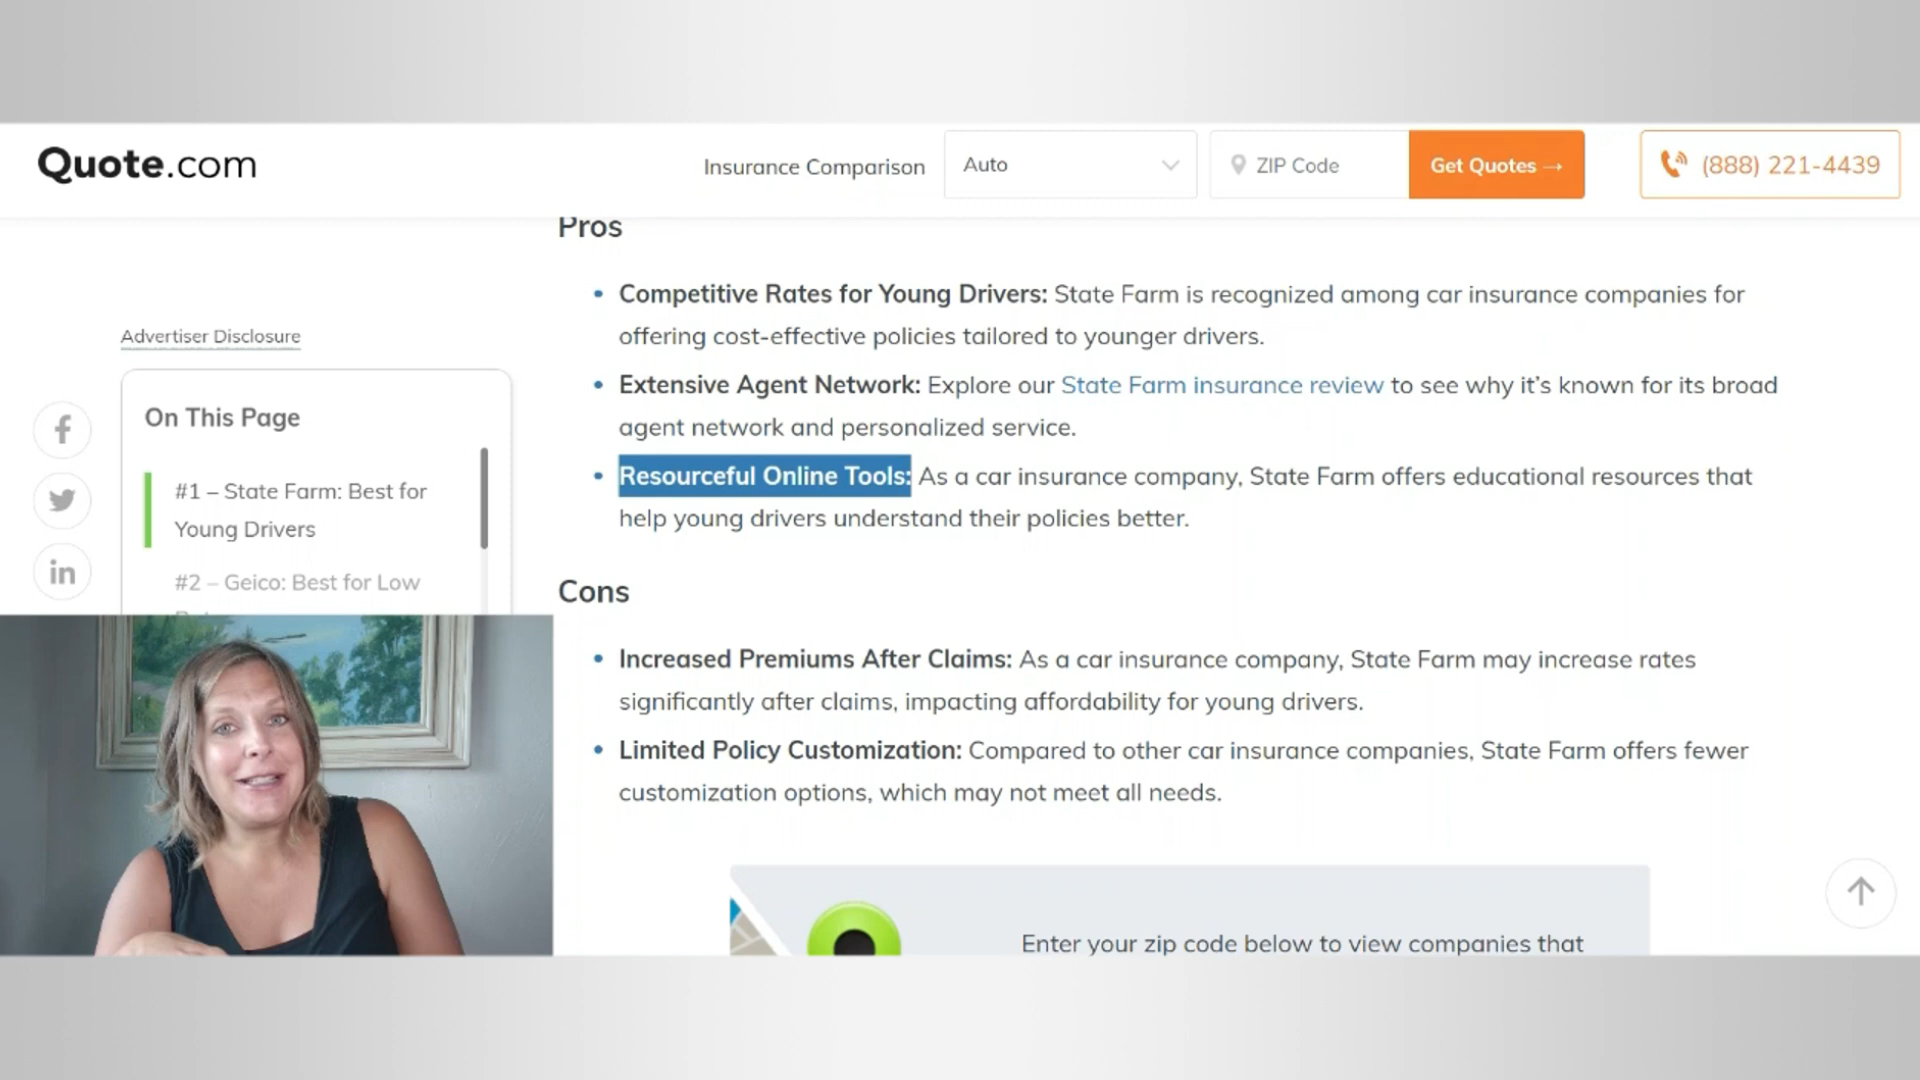 Quote.com
Insurance Comparison
Auto
ZIP Code
Get Quotes →
(888) 221-4439
Pros
Competitive Rates for Young Drivers: State Farm is recognized among car insurance companies for
offering cost-effective policies tailored to younger drivers.
Extensive Agent Network: Explore our State Farm insurance review to see why it’s known for its broad
agent network and personalized service.
Resourceful Online Tools: As a car insurance company, State Farm offers educational resources that
help young drivers understand their policies better.
Cons
Increased Premiums After Claims: As a car insurance company, State Farm may increase rates
significantly after claims, impacting affordability for young drivers.
Limited Policy Customization: Compared to other car insurance companies, State Farm offers fewer
customization options, which may not meet all needs.
Enter your zip code below to view companies that
Advertiser Disclosure
On This Page
#1 – State Farm: Best for
Young Drivers
#2 – Geico: Best for Low